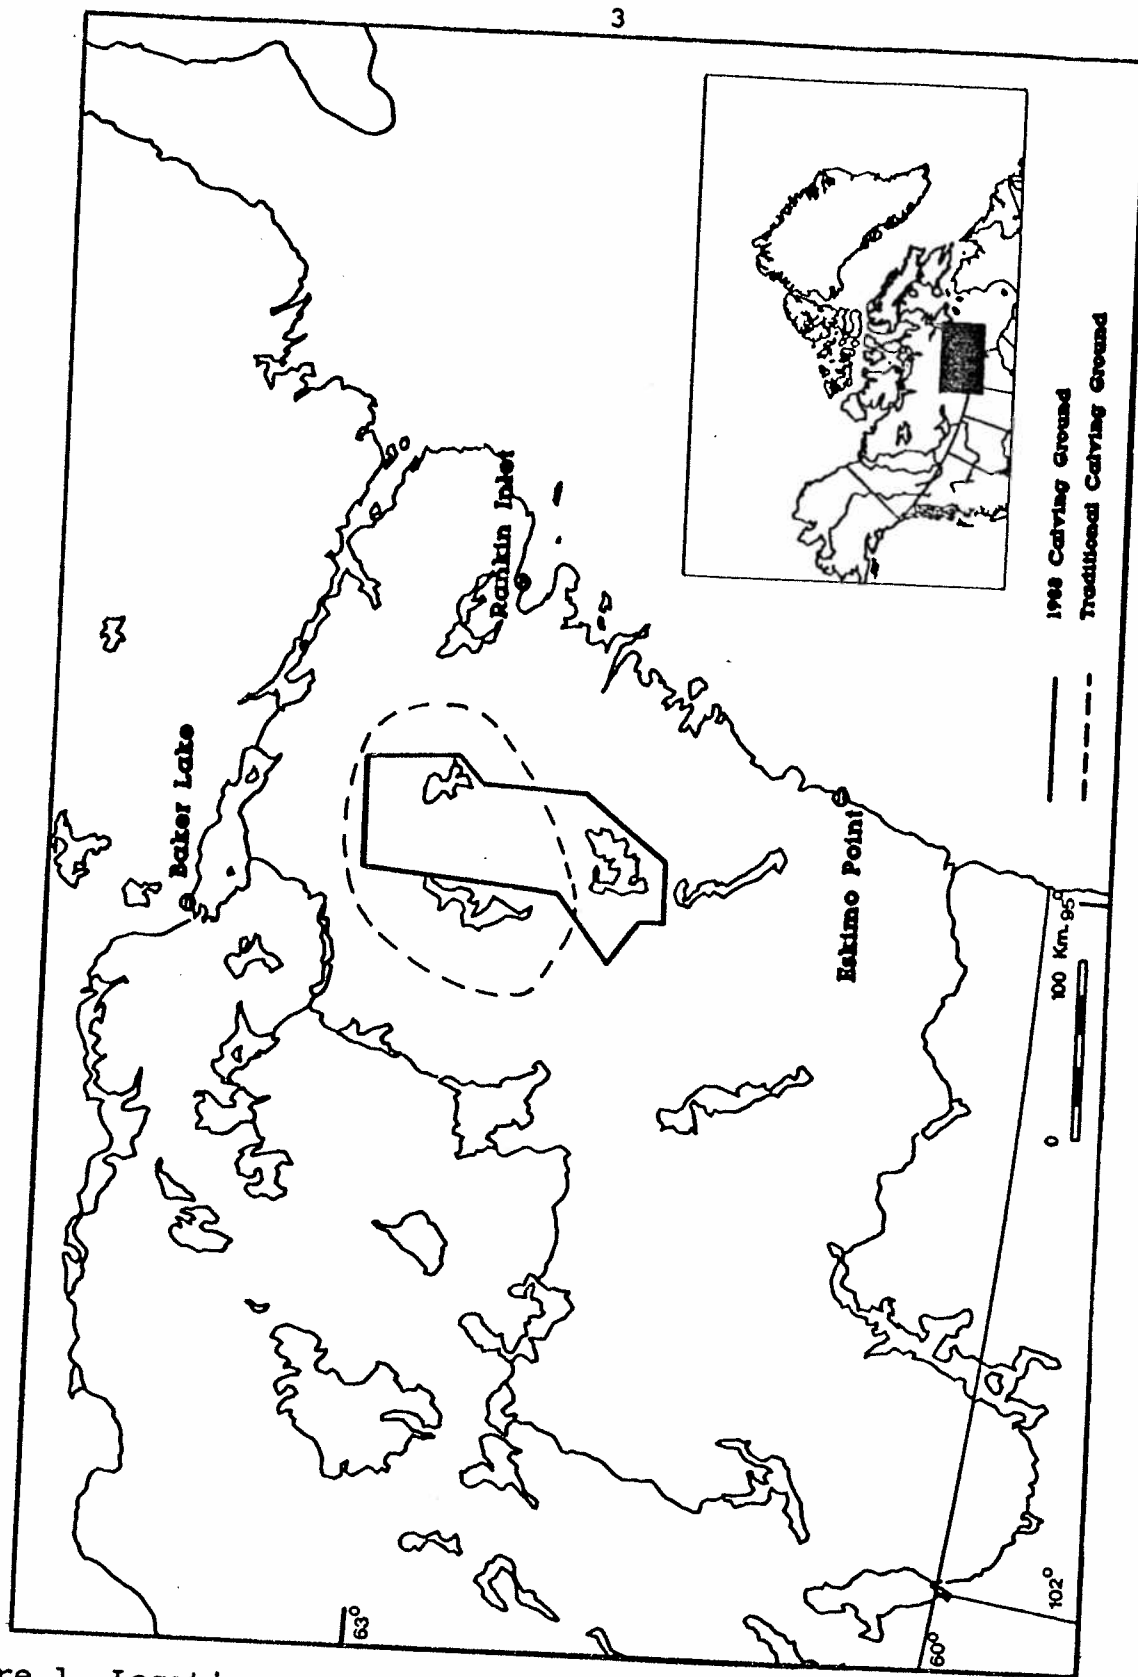 3
Baker Lake
Rankin Inlet
Eskimo Point
1988 Calving Ground
Traditional Calving Ground
63°
60°
102°
95°
0
100 Km.
re 1. Locati